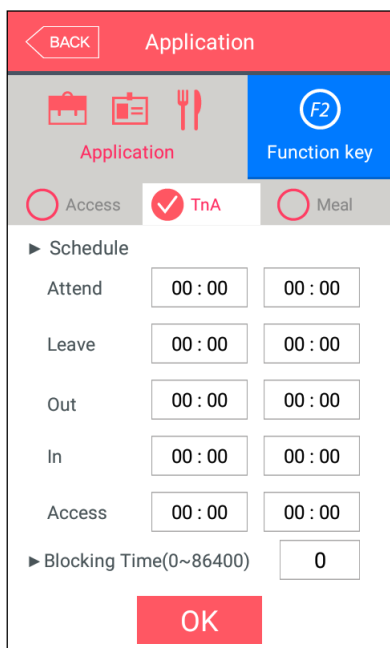 BACK Application
F2
Application Function key
Access TnA Meal
► Schedule
Attend 00 : 00 00 : 00
Leave 00 : 00 00 : 00
Out 00 : 00 00 : 00
In 00 : 00 00 : 00
Access 00 : 00 00 : 00
►Blocking Time(0~86400) 0
OK